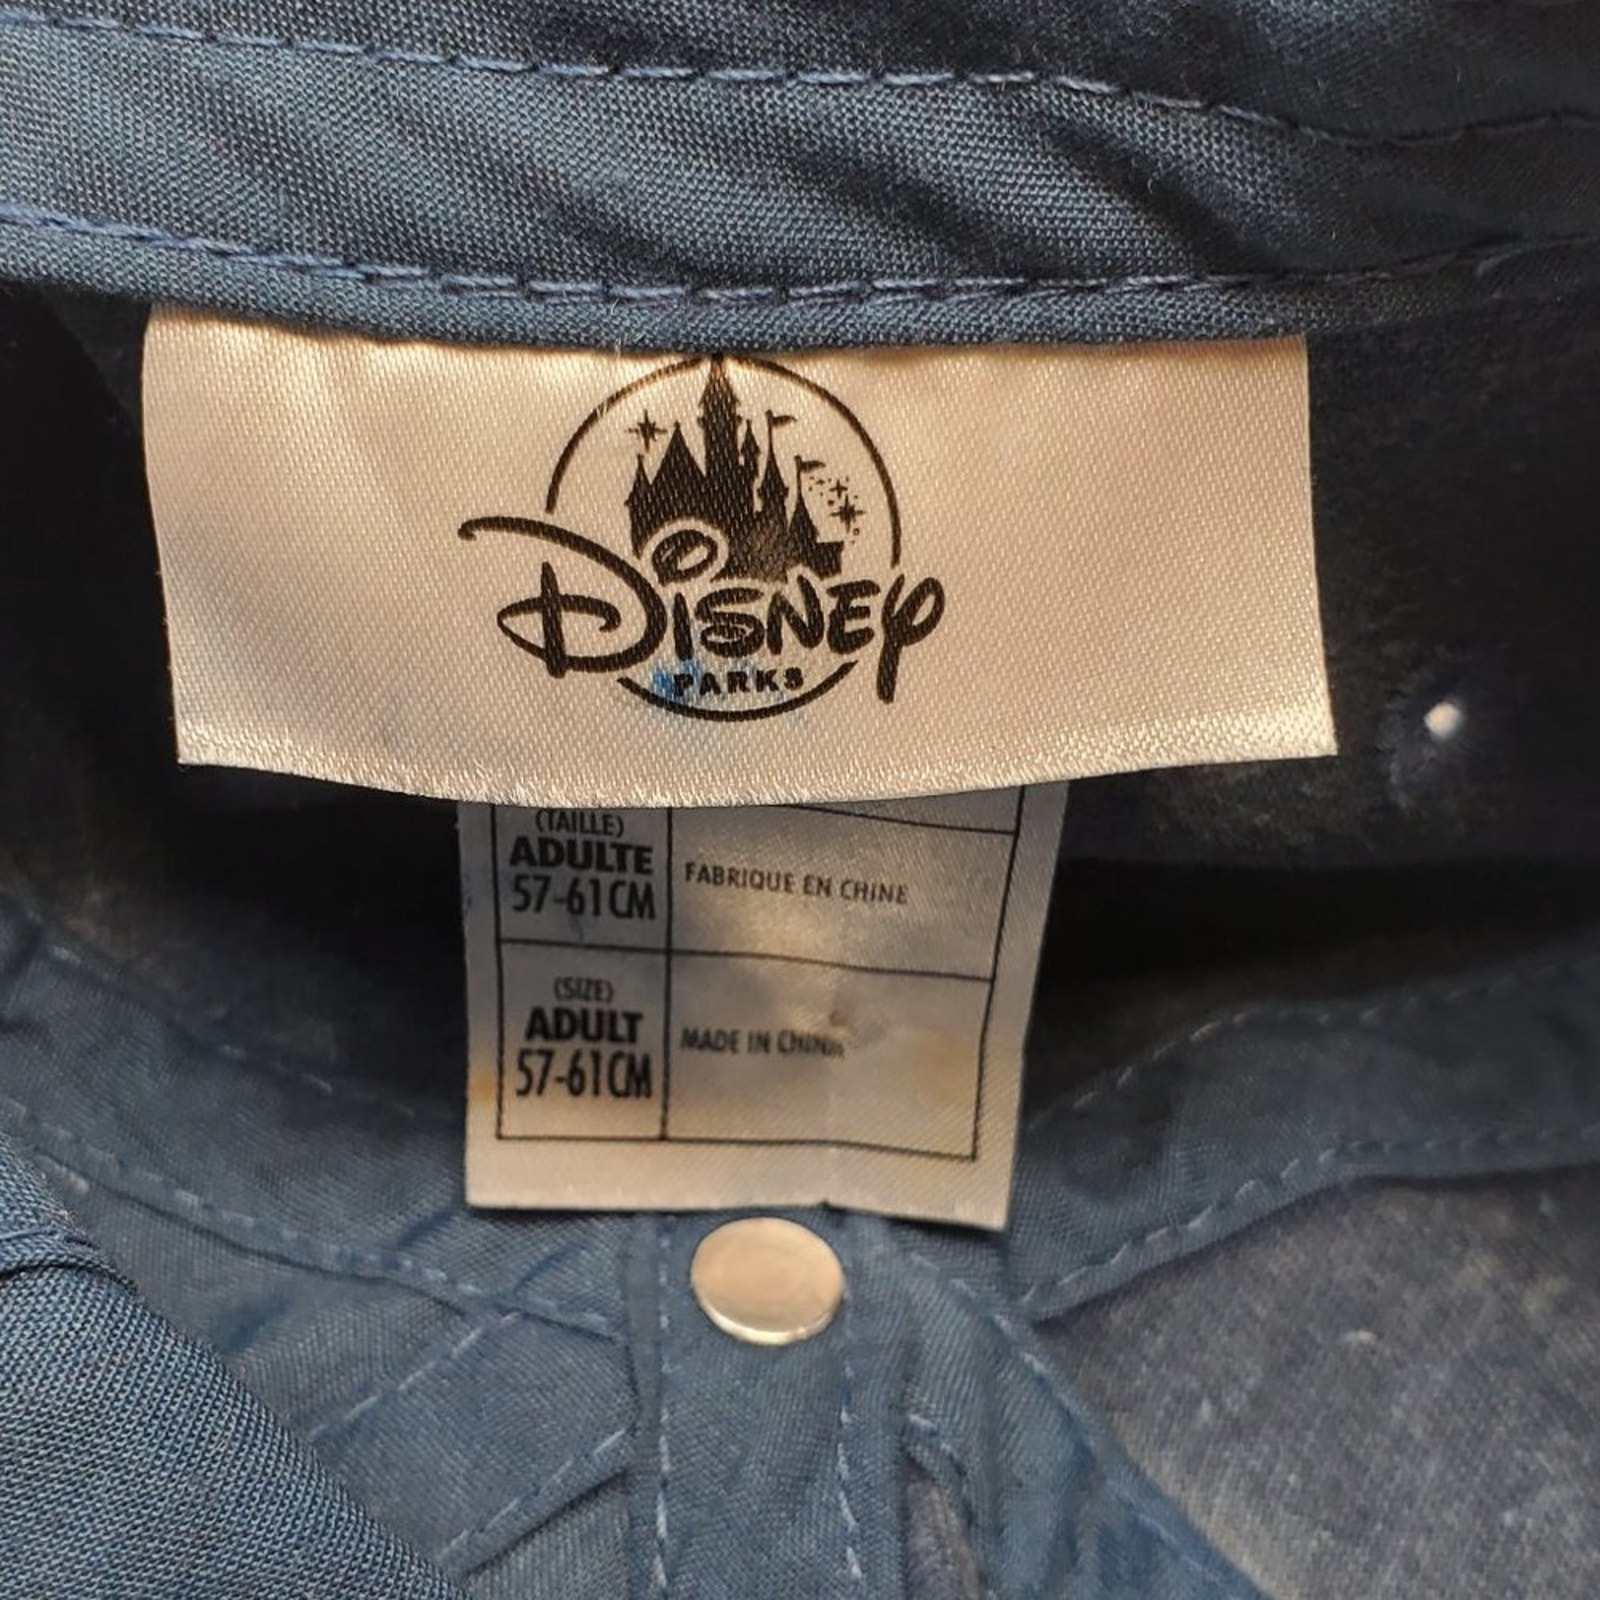 Disney
PARKS
(TAILLE)
ADULTE
57-61CM
FABRIQUE EN CHINE
(SIZE)
ADULT
57-61CM
MADE IN CHINA